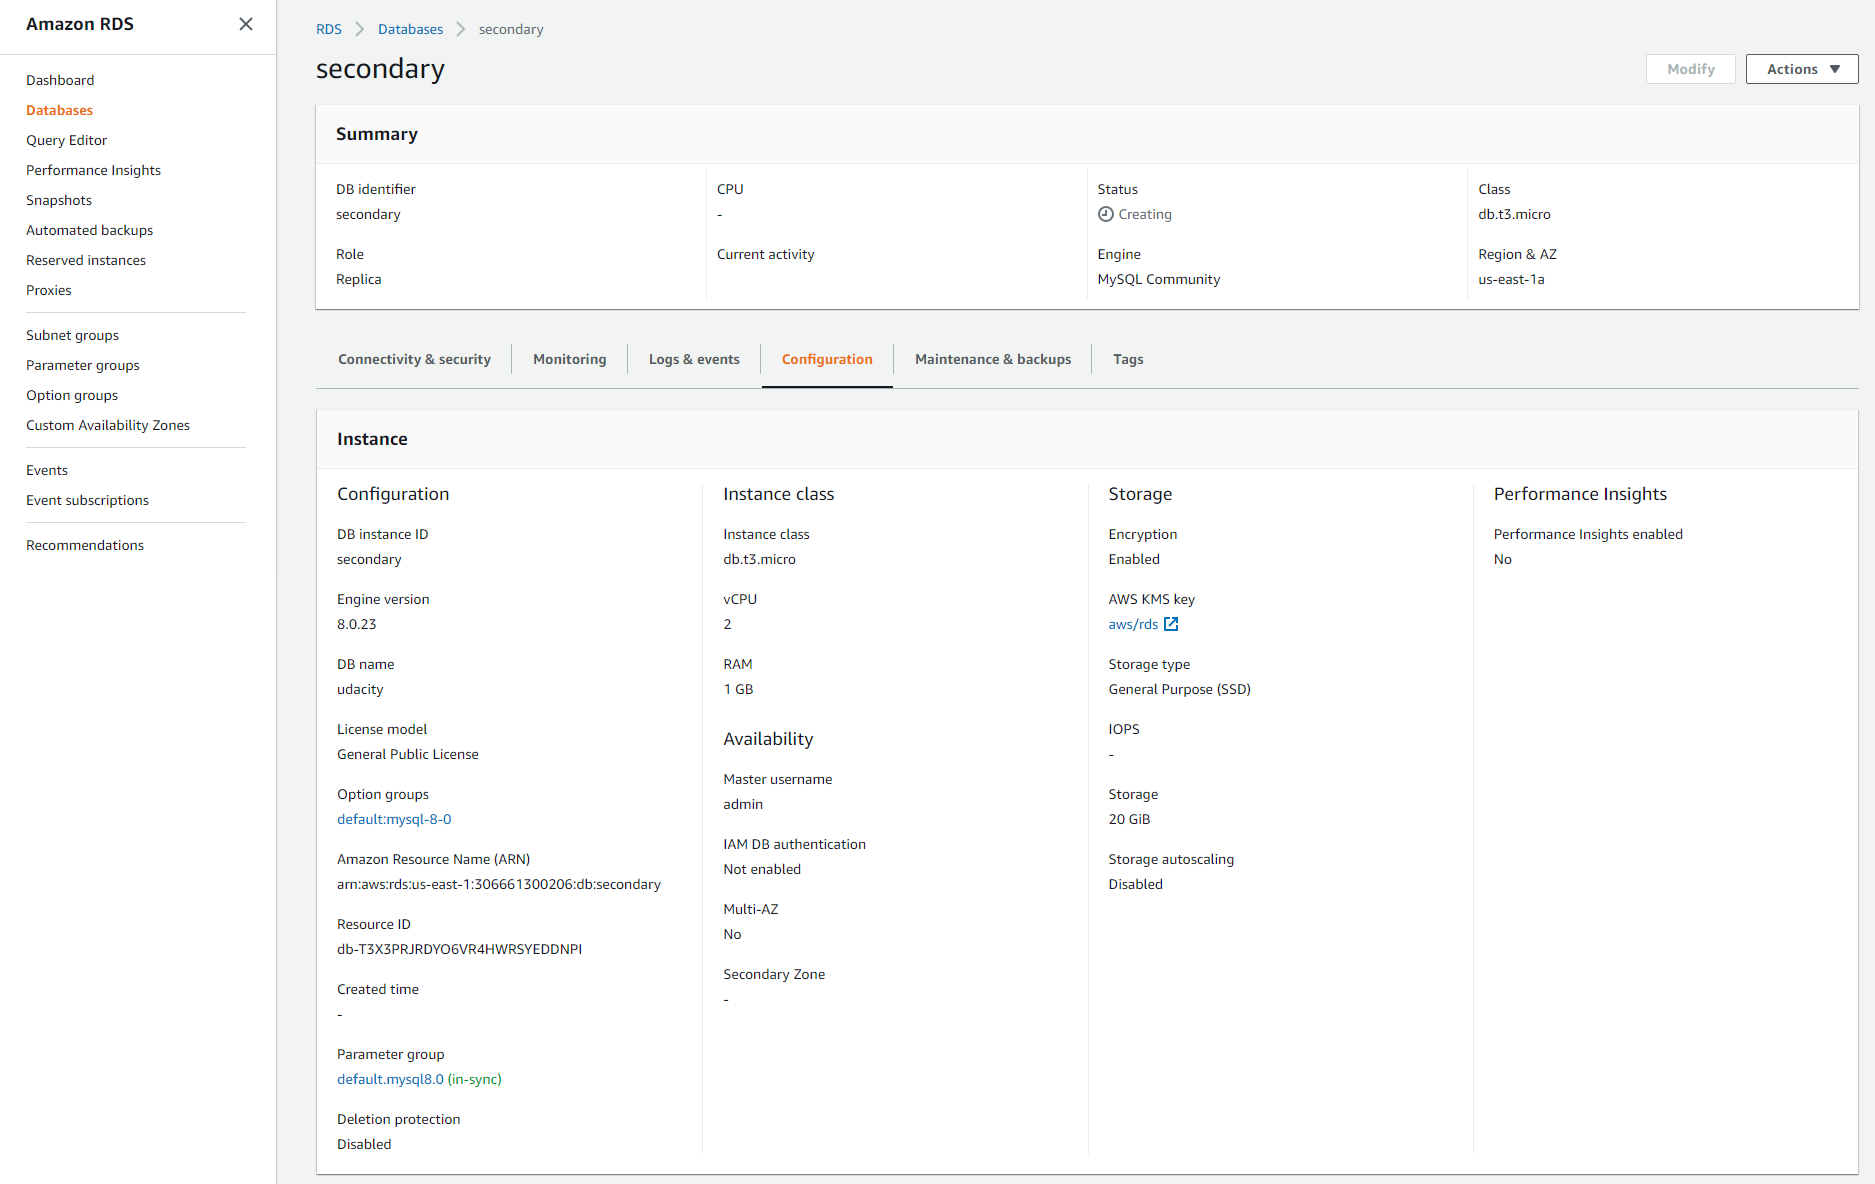 Amazon RDS
Dashboard
Databases
Query Editor
Performance Insights
Snapshots
Automated backups
Reserved instances
Proxies
Subnet groups
Parameter groups
Option groups
Custom Availability Zones
Events
Event subscriptions
Recommendations
RDS > Databases > secondary
secondary
Modify
Actions
Summary
DB identifier
secondary
Role
Replica
CPU
-
Current activity
Status
Creating
Engine
MySQL Community
Class
db.t3.micro
Region & AZ
us-east-1a
Connectivity & security
Monitoring
Logs & events
Configuration
Maintenance & backups
Tags
Instance
Configuration
DB instance ID
secondary
Engine version
8.0.23
DB name
udacity
License model
General Public License
Option groups
default:mysql-8-0
Amazon Resource Name (ARN)
arn:aws:rds:us-east-1:306661300206:db:secondary
Resource ID
db-T3X3PRJRDYO6VR4HWRSYEDDNPI
Created time
-
Parameter group
default.mysql8.0 (in-sync)
Deletion protection
Disabled
Instance class
Instance class
db.t3.micro
vCPU
2
RAM
1 GB
Availability
Master username
admin
IAM DB authentication
Not enabled
Multi-AZ
No
Secondary Zone
-
Storage
Encryption
Enabled
AWS KMS key
aws/rds
Storage type
General Purpose (SSD)
IOPS
-
Storage
20 GiB
Storage autoscaling
Disabled
Performance Insights
Performance Insights enabled
No